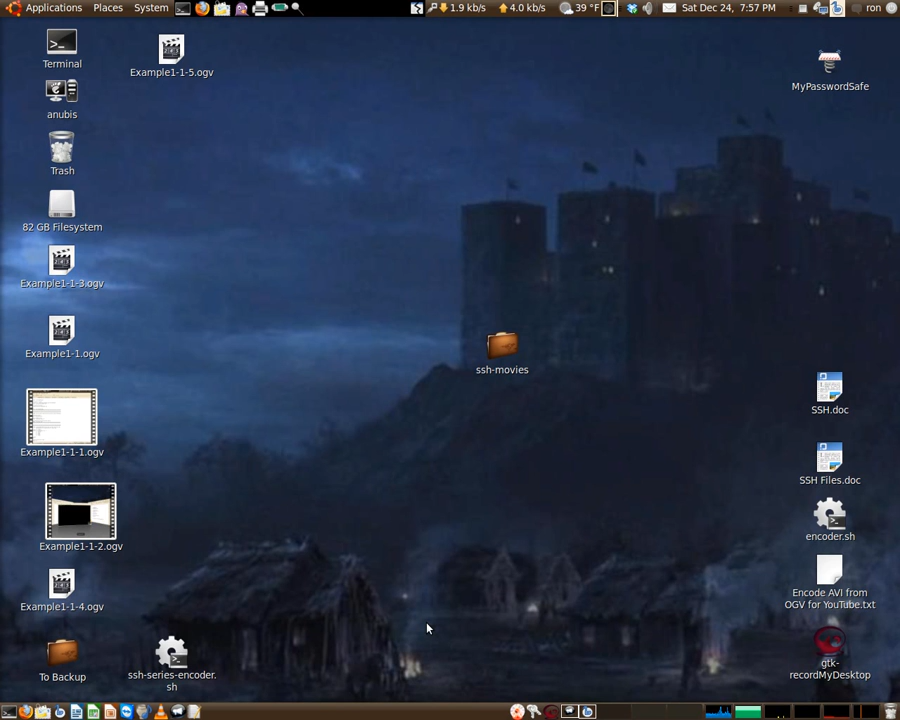 Applications Places System 1.9 kb/s 4.0 kb/s 39 °F Sat Dec 24, 7:57 PM ron
Terminal
Example1-1-5.ogv
MyPasswordSafe
anubis
Trash
82 GB Filesystem
Example1-1-3.ogv
Example1-1.ogv
ssh-movies
SSH.doc
Example1-1-1.ogv
SSH Files.doc
encoder.sh
Example1-1-2.ogv
Encode AVI from
OGV for YouTube.txt
Example1-1-4.ogv
To Backup
ssh-series-encoder.
sh
gtk-
recordMyDesktop